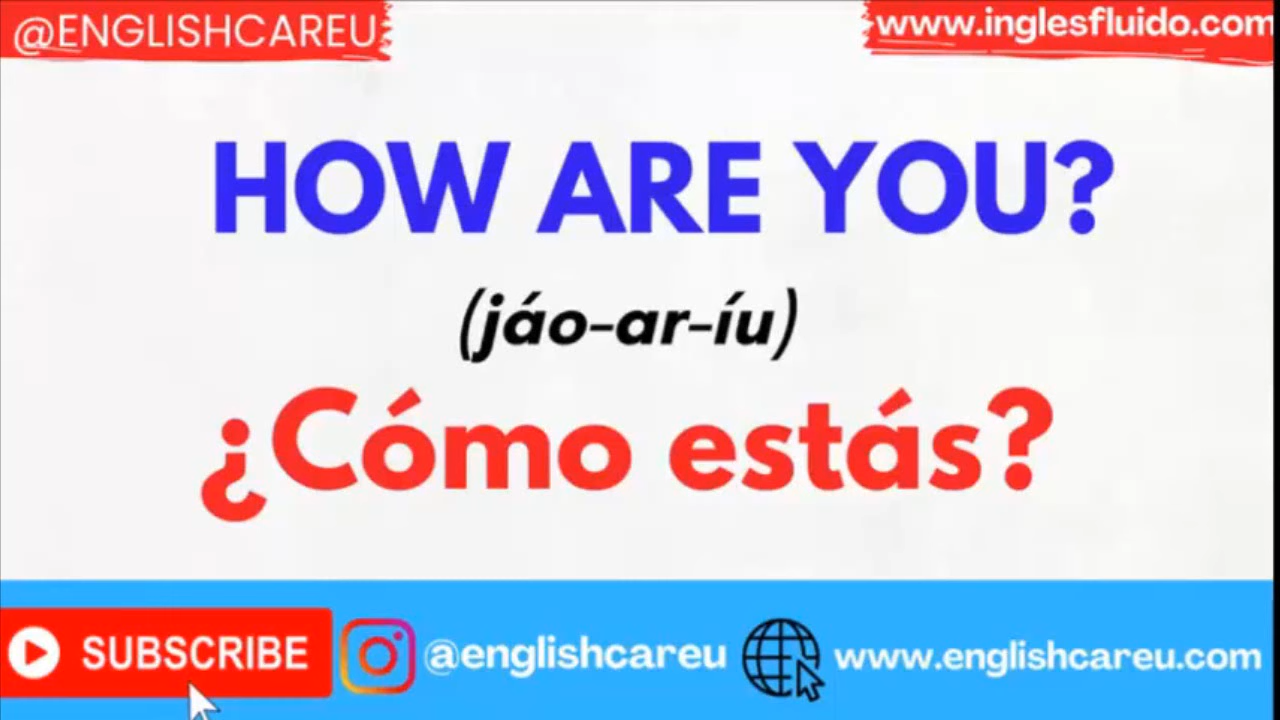 @ENGLISHCAREU
www.inglesfluido.com
HOW ARE YOU?
(jáo-ar-íu)
¿Cómo estás?
SUBSCRIBE
@englishcareu
www.englishcareu.com